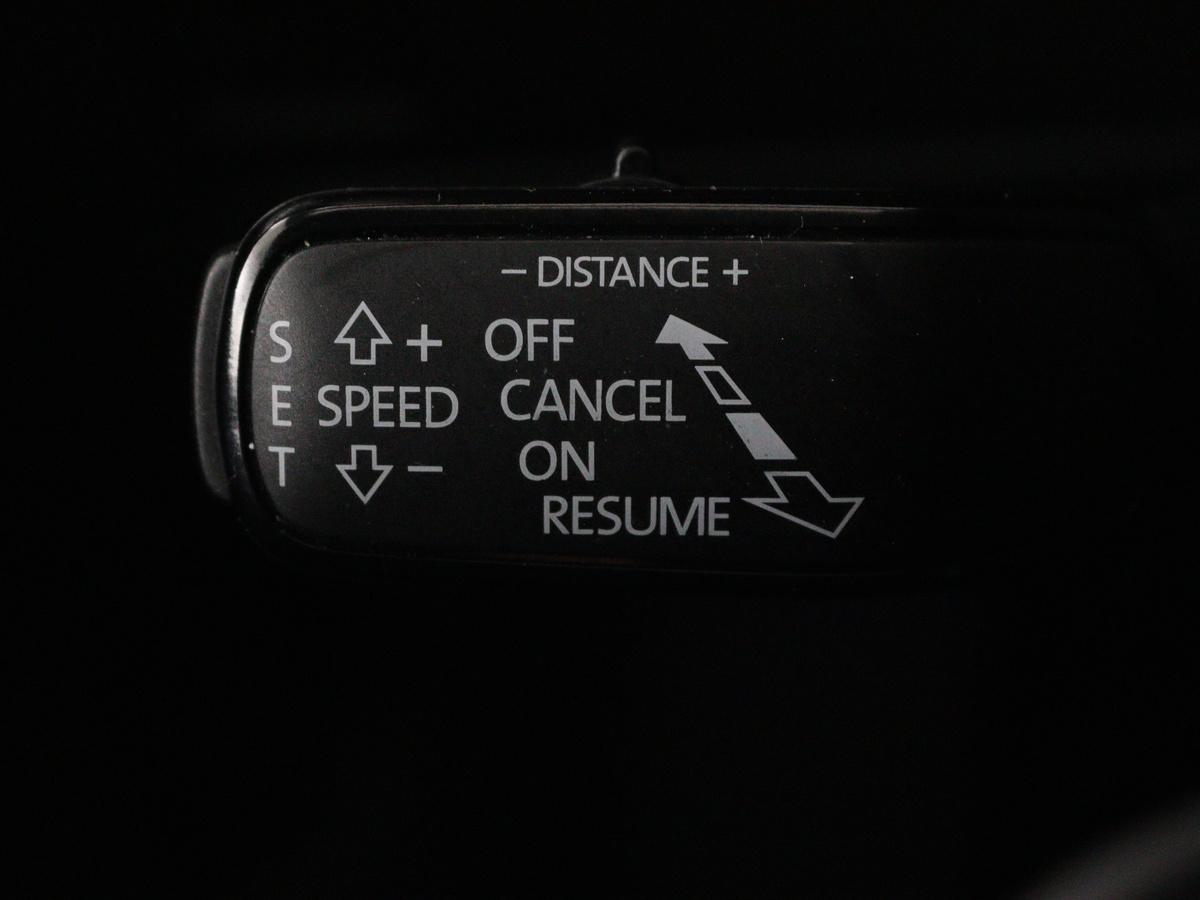 – DISTANCE +
S
E
T
+
SPEED
–
OFF
CANCEL
ON
RESUME